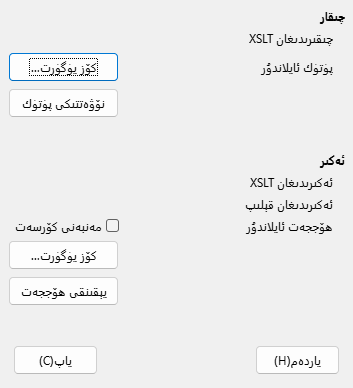 چىقار
چىقىرىدىغان XSLT
پۈتۈك ئايلاندۇر
كۆز يۈگۈرت...
نۆۋەتتىكى پۈتۈك
ئەكىر
ئەكىرىدىغان XSLT
ئەكىرىدىغان قېلىپ
ھۆججەت ئايلاندۇر
مەنبەنى كۆرسەت
كۆز يۈگۈرت...
يېقىنقى ھۆججەت
ياردەم(H)
ياپ(C)